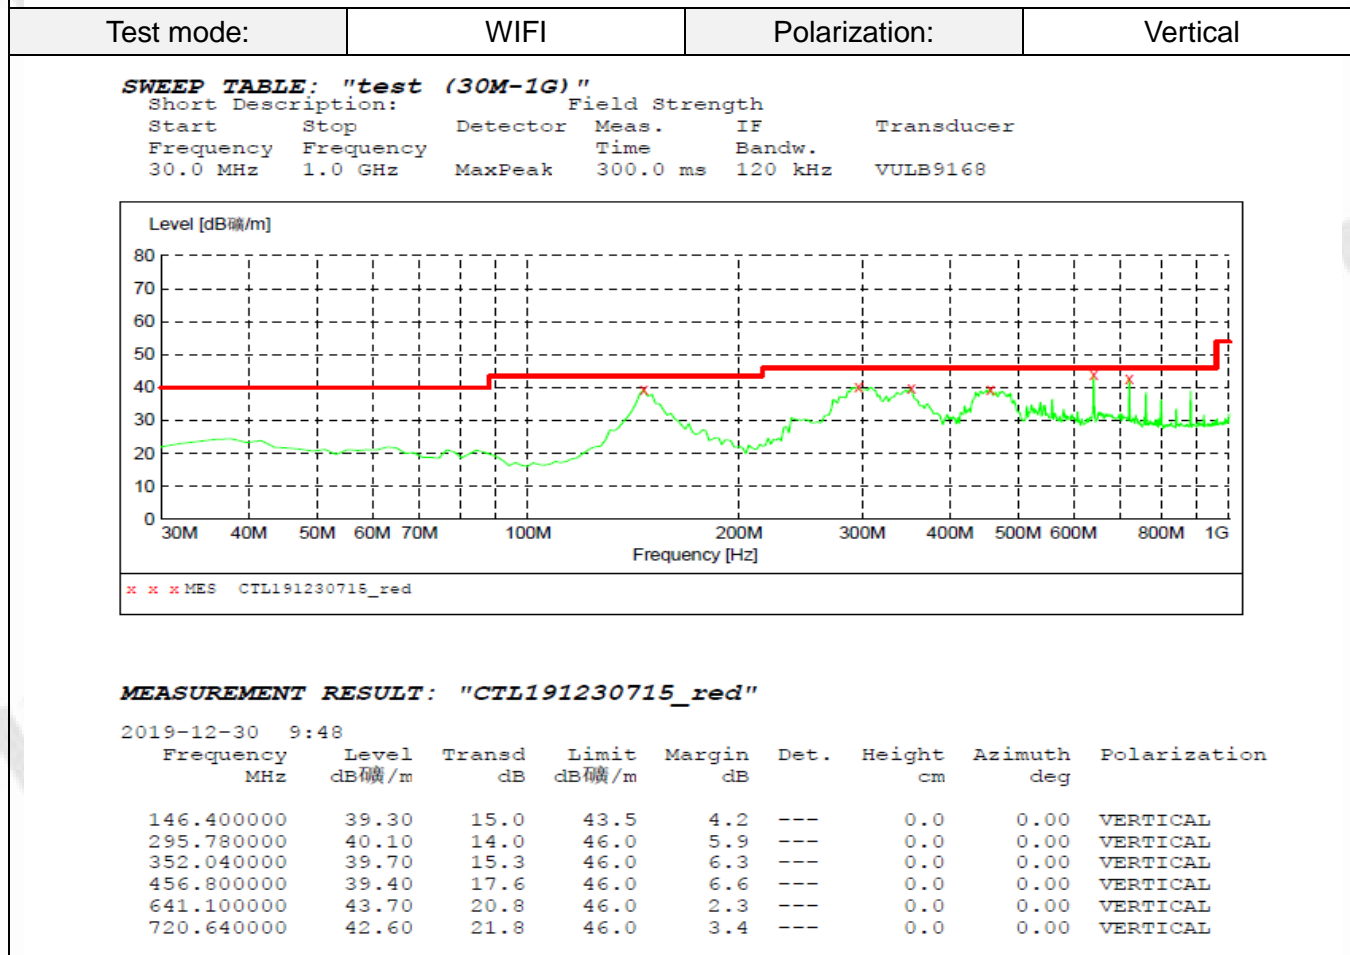 Test mode: WIFI Polarization: Vertical
SWEEP TABLE: "test (30M-1G)"
Short Description: Field Strength
Start Stop Detector Meas. IF Transducer
Frequency Frequency Time Bandw.
30.0 MHz 1.0 GHz MaxPeak 300.0 ms 120 kHz VULB9168
Level [dB礦/m]
80
70
60
50
40
30
20
10
0
30M 40M 50M 60M 70M 100M 200M 300M 400M 500M 600M 800M 1G
Frequency [Hz]
x x x MES CTL191230715_red
MEASUREMENT RESULT: "CTL191230715_red"
2019-12-30 9:48
Frequency Level Transd Limit Margin Det. Height Azimuth Polarization
MHz dB礦/m dB dB礦/m dB cm deg
146.400000 39.30 15.0 43.5 4.2 --- 0.0 0.00 VERTICAL
295.780000 40.10 14.0 46.0 5.9 --- 0.0 0.00 VERTICAL
352.040000 39.70 15.3 46.0 6.3 --- 0.0 0.00 VERTICAL
456.800000 39.40 17.6 46.0 6.6 --- 0.0 0.00 VERTICAL
641.100000 43.70 20.8 46.0 2.3 --- 0.0 0.00 VERTICAL
720.640000 42.60 21.8 46.0 3.4 --- 0.0 0.00 VERTICAL